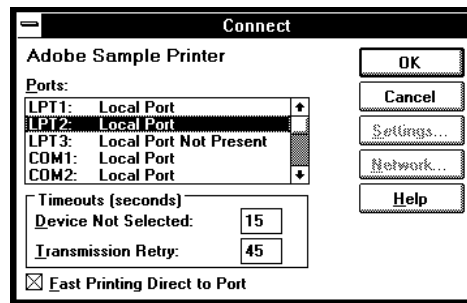 Connect
Adobe Sample Printer
Ports:
LPT1: Local Port
LPT2: Local Port
LPT3: Local Port Not Present
COM1: Local Port
COM2: Local Port
Timeouts (seconds)
Device Not Selected: 15
Transmission Retry: 45
Fast Printing Direct to Port
OK
Cancel
Settings...
Network...
Help